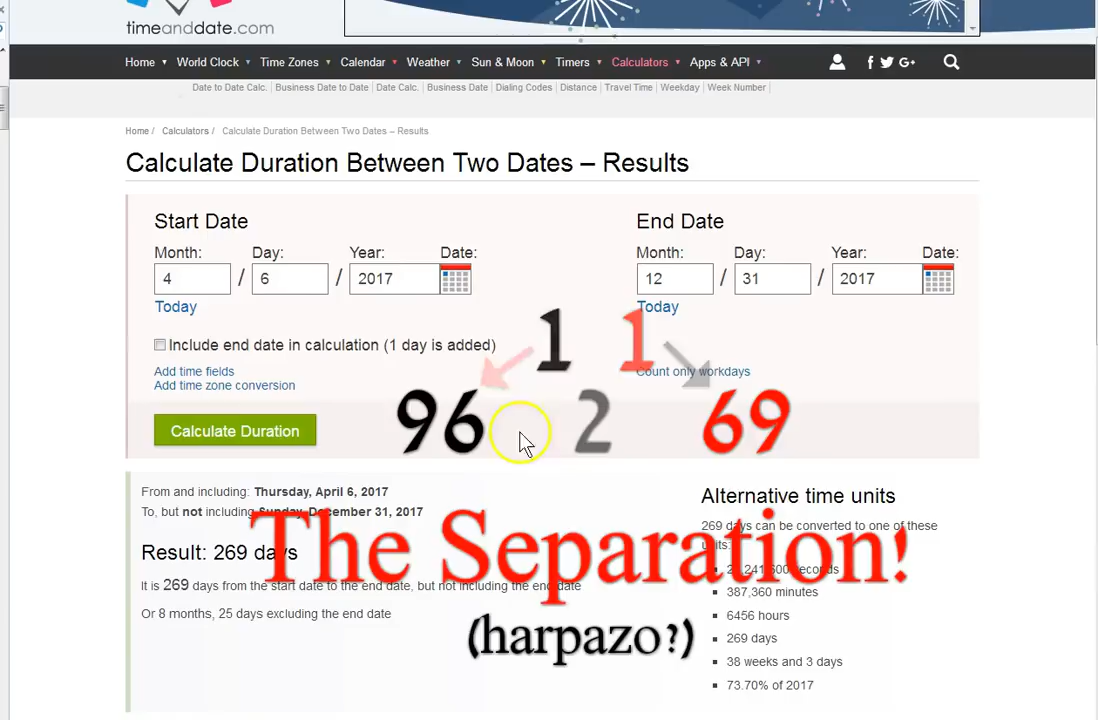 timeanddate.com
Home World Clock Time Zones Calendar Weather Sun & Moon Timers Calculators Apps & API
Date to Date Calc. | Business Date to Date | Date Calc. | Business Date | Dialing Codes | Distance | Travel Time | Weekday | Week Number
Home / Calculators / Calculate Duration Between Two Dates – Results
Calculate Duration Between Two Dates – Results
Start Date
Month: Day: Year: Date:
4 / 6 / 2017
Today
End Date
Month: Day: Year: Date:
12 / 31 / 2017
Today
Include end date in calculation (1 day is added)
Add time fields
Add time zone conversion
Count only workdays
Calculate Duration
1 1
96 2 69
From and including: Thursday, April 6, 2017
To, but not including Sunday, December 31, 2017
Result: 269 days
It is 269 days from the start date to the end date, but not including the end date
Or 8 months, 25 days excluding the end date
The Separation!
(harpazo?)
Alternative time units
269 days can be converted to one of these
units:
seconds
387,360 minutes
6456 hours
269 days
38 weeks and 3 days
73.70% of 2017